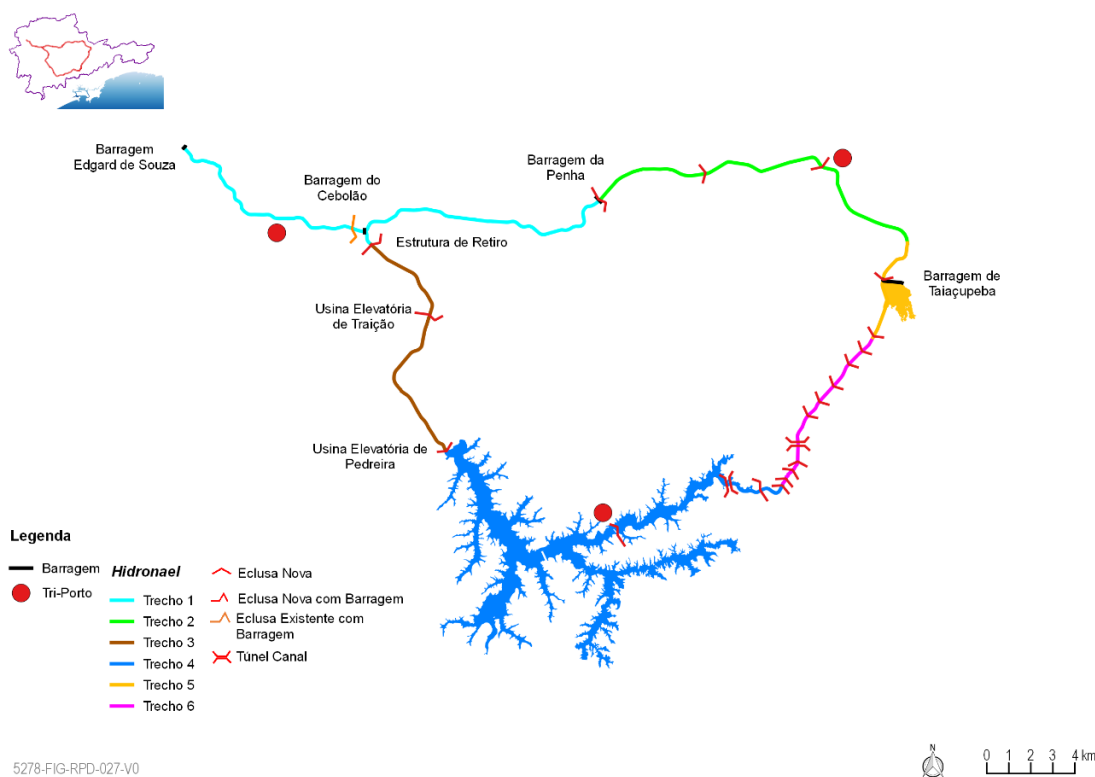 Barragem
Edgard de Souza
Barragem do
Cebolão
Barragem da
Penha
Estrutura de Retiro
Barragem de
Taiaçupeba
Usina Elevatória
de Traição
Usina Elevatória de
Pedreira
Legenda
Barragem
Tri-Porto
Hidronael
Trecho 1
Trecho 2
Trecho 3
Trecho 4
Trecho 5
Trecho 6
Eclusa Nova
Eclusa Nova com Barragem
Eclusa Existente com
Barragem
Túnel Canal
5278-FIG-RPD-027-V0
N
0 1 2 3 4 km